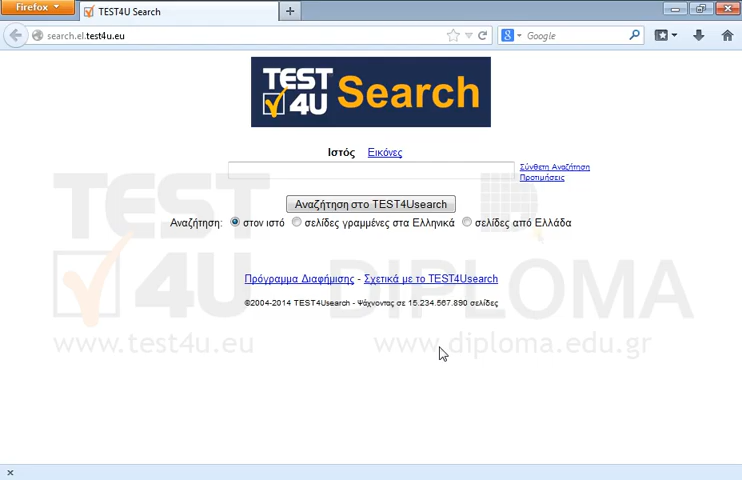 Firefox
TEST4U Search
search.el.test4u.eu
Google
TEST 4U Search
Ιστός Εικόνες
Σύνθετη Αναζήτηση
Προτιμήσεις
Αναζήτηση στο TEST4Usearch
Αναζήτηση: στον ιστό σελίδες γραμμένες στα Ελληνικά σελίδες από Ελλάδα
Πρόγραμμα Διαφήμισης - Σχετικά με το TEST4Usearch
©2004-2014 TEST4Usearch - Ψάχνοντας σε 15.234.567.890 σελίδες
TEST 4U DIPLOMA
www.test4u.eu www.diploma.edu.gr